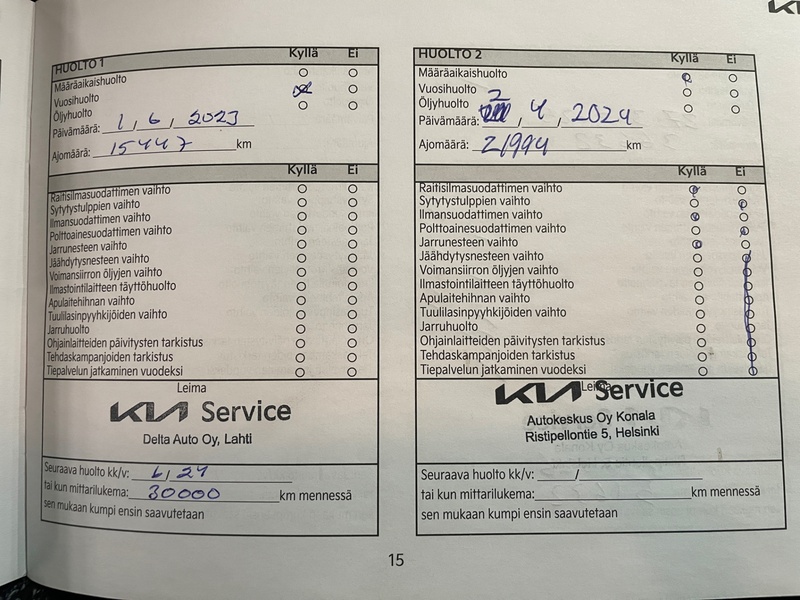 KIA
HUOLTO 1 Kyllä Ei
Määräaikaishuolto
Vuosihuolto
Öljyhuolto
Päivämäärä: 1 / 6 / 2023
Ajomäärä: 15447 km
Kyllä Ei
Raitisilmasuodattimen vaihto
Sytytystulppien vaihto
Ilmansuodattimen vaihto
Polttoainesuodattimen vaihto
Jarrunesteen vaihto
Jäähdytysnesteen vaihto
Voimansiirron öljyjen vaihto
Ilmastointilaitteen täyttöhuolto
Apulaitehihnan vaihto
Tuulilasinpyyhkijöiden vaihto
Jarruhuolto
Ohjainlaitteiden päivitysten tarkistus
Tehdaskampanjoiden tarkistus
Tiepalvelun jatkaminen vuodeksi
Leima
KIA Service
Delta Auto Oy, Lahti
Seuraava huolto kk/v: 6 / 24
tai kun mittarilukema: 30000 km mennessä
sen mukaan kumpi ensin saavutetaan
HUOLTO 2 Kyllä Ei
Määräaikaishuolto
Vuosihuolto
Öljyhuolto
Päivämäärä: 2 / 4 / 2024
Ajomäärä: 21994 km
Kyllä Ei
Raitisilmasuodattimen vaihto
Sytytystulppien vaihto
Ilmansuodattimen vaihto
Polttoainesuodattimen vaihto
Jarrunesteen vaihto
Jäähdytysnesteen vaihto
Voimansiirron öljyjen vaihto
Ilmastointilaitteen täyttöhuolto
Apulaitehihnan vaihto
Tuulilasinpyyhkijöiden vaihto
Jarruhuolto
Ohjainlaitteiden päivitysten tarkistus
Tehdaskampanjoiden tarkistus
Tiepalvelun jatkaminen vuodeksi
Leima
KIA Service
Autokeskus Oy Konala
Ristipellontie 5, Helsinki
Seuraava huolto kk/v: /
tai kun mittarilukema: km mennessä
sen mukaan kumpi ensin saavutetaan
15